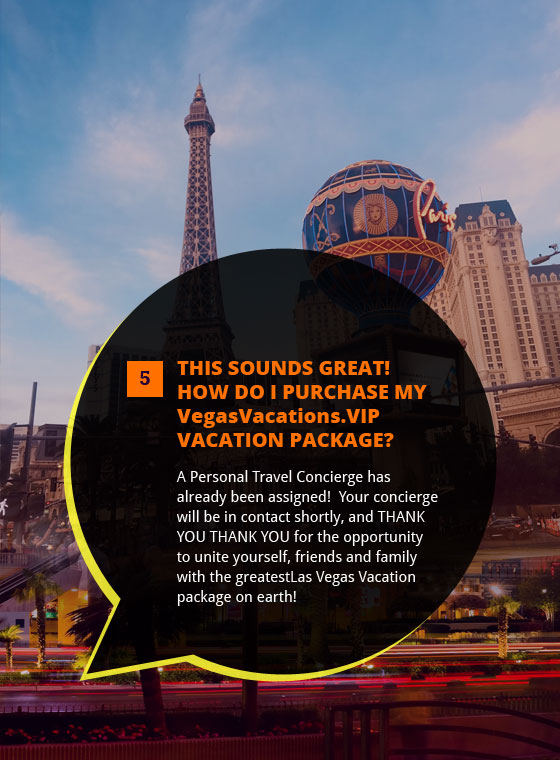 Paris
5
THIS SOUNDS GREAT!
HOW DO I PURCHASE MY
VegasVacations.VIP
VACATION PACKAGE?
A Personal Travel Concierge has
already been assigned!  Your concierge
will be in contact shortly, and THANK
YOU THANK YOU for the opportunity
to unite yourself, friends and family
with the greatestLas Vegas Vacation
package on earth!